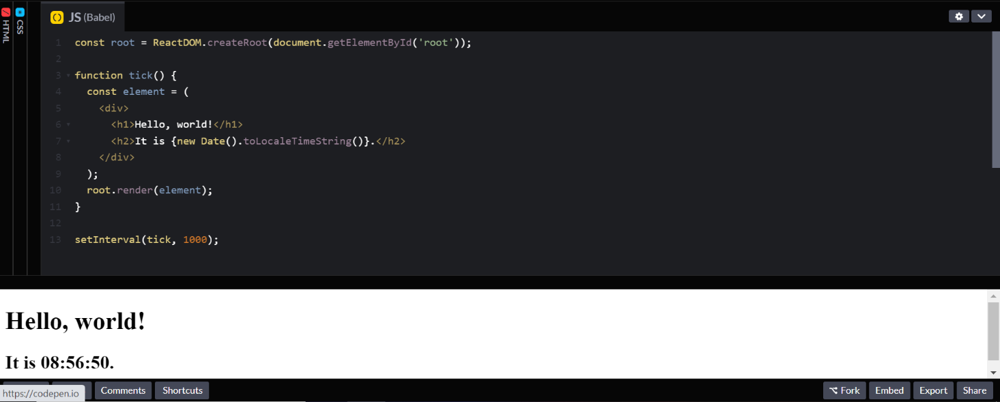 HTML
CSS
JS (Babel)
1 const root = ReactDOM.createRoot(document.getElementById('root'));
2
3 function tick() {
4   const element = (
5     <div>
6       <h1>Hello, world!</h1>
7       <h2>It is {new Date().toLocaleTimeString()}.</h2>
8     </div>
9   );
10   root.render(element);
11 }
12
13 setInterval(tick, 1000);
Hello, world!
It is 08:56:50.
https://codepen.io Comments Shortcuts Fork Embed Export Share